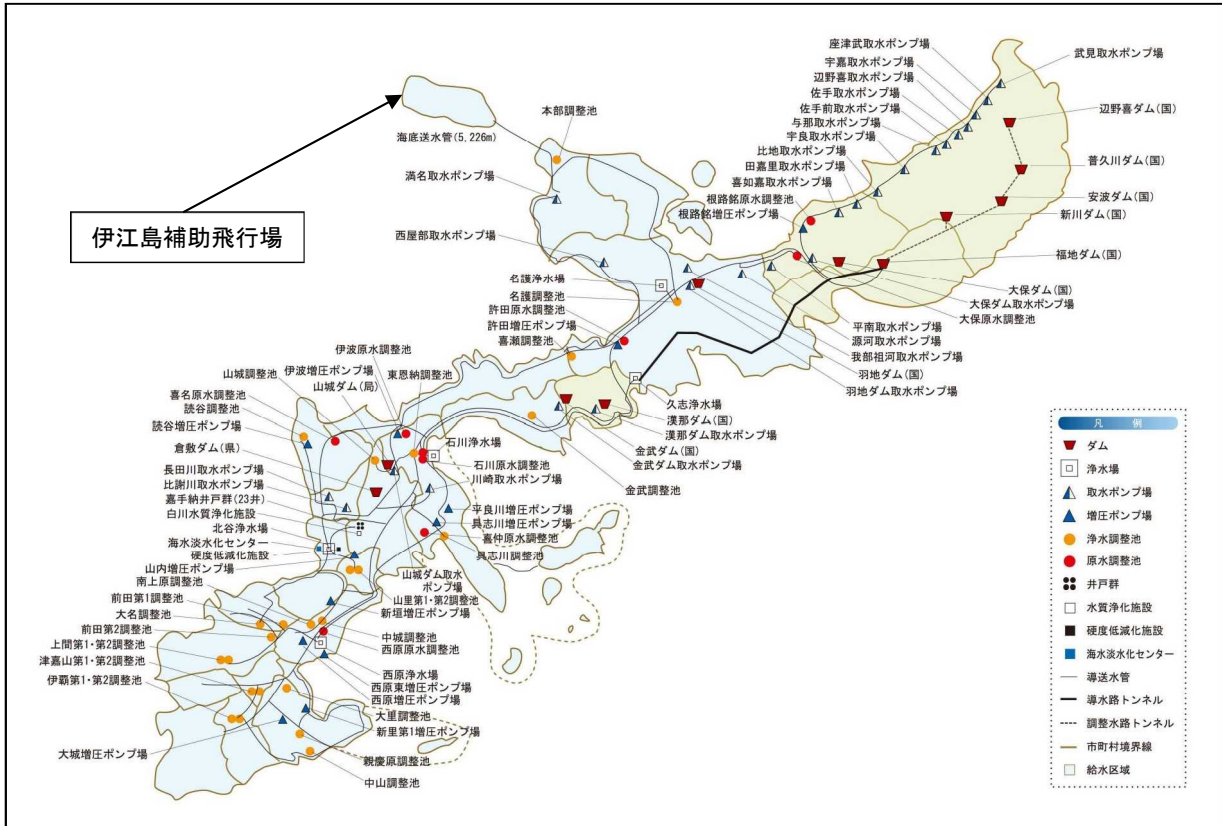 座津武取水ポンプ場
宇嘉取水ポンプ場
辺野喜取水ポンプ場
佐手取水ポンプ場
佐手前取水ポンプ場
与那取水ポンプ場
宇良取水ポンプ場
比地取水ポンプ場
田嘉里取水ポンプ場
喜如嘉取水ポンプ場
根路銘原水調整池
根路銘増圧ポンプ場
武見取水ポンプ場
辺野喜ダム(国)
普久川ダム(国)
安波ダム(国)
新川ダム(国)
福地ダム(国)
大保ダム(国)
大保ダム取水ポンプ場
大保原水調整池
平南取水ポンプ場
源河取水ポンプ場
我部祖河取水ポンプ場
羽地ダム(国)
羽地ダム取水ポンプ場
本部調整池
海底送水管(5,226m)
満名取水ポンプ場
伊江島補助飛行場
西屋部取水ポンプ場
名護浄水場
名護調整池
許田原水調整池
許田増圧ポンプ場
喜瀬調整池
伊波原水調整池
伊波増圧ポンプ場
東恩納調整池
山城調整池
山城ダム(局)
喜名原水調整池
読谷調整池
読谷増圧ポンプ場
倉敷ダム(県)
長田川取水ポンプ場
比謝川取水ポンプ場
嘉手納井戸群(23井)
白川水質浄化施設
北谷浄水場
海水淡水化センター
硬度低減化施設
山内増圧ポンプ場
南上原調整池
前田第1調整池
大名調整池
前田第2調整池
上間第1・第2調整池
津嘉山第1・第2調整池
伊覇第1・第2調整池
大城増圧ポンプ場
久志浄水場
漢那ダム(国)
漢那ダム取水ポンプ場
金武ダム(国)
金武ダム取水ポンプ場
金武調整池
石川浄水場
石川原水調整池
川崎取水ポンプ場
平良川増圧ポンプ場
具志川増圧ポンプ場
喜仲原水調整池
具志川調整池
山城ダム取水
ポンプ場
山里第1・第2調整池
新垣増圧ポンプ場
中城調整池
西原原水調整池
西原浄水場
西原東増圧ポンプ場
西原増圧ポンプ場
大里調整池
新里第1増圧ポンプ場
親慶原調整池
中山調整池
凡 例
ダム
浄水場
取水ポンプ場
増圧ポンプ場
浄水調整池
原水調整池
井戸群
水質浄化施設
硬度低減化施設
海水淡水化センター
導送水管
導水路トンネル
調整水路トンネル
市町村境界線
給水区域